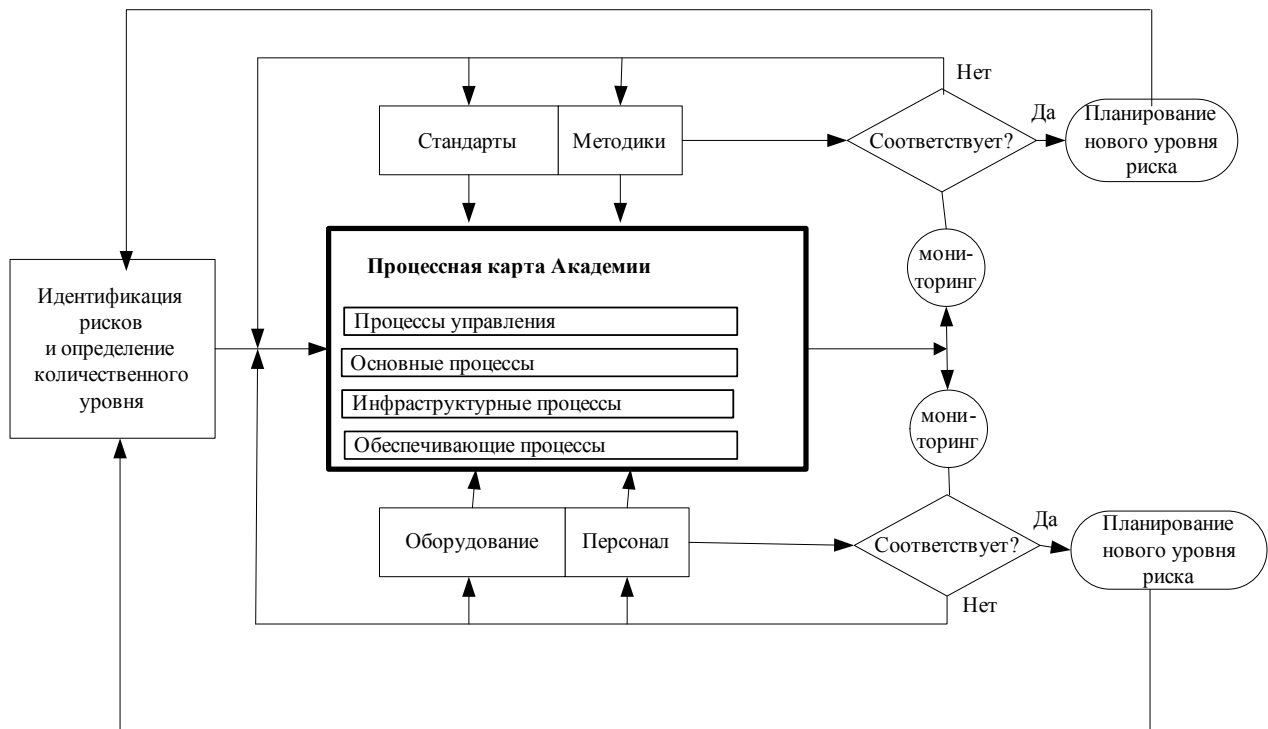 Нет
Да
Стандарты
Методики
Соответствует?
Планирование
нового уровня
риска
Процессная карта Академии
мони-
торинг
Идентификация
рисков
и определение
количественного
уровня
Процессы управления
Основные процессы
Инфраструктурные процессы
Обеспечивающие процессы
мони-
торинг
Оборудование
Персонал
Соответствует?
Да
Планирование
нового уровня
риска
Нет